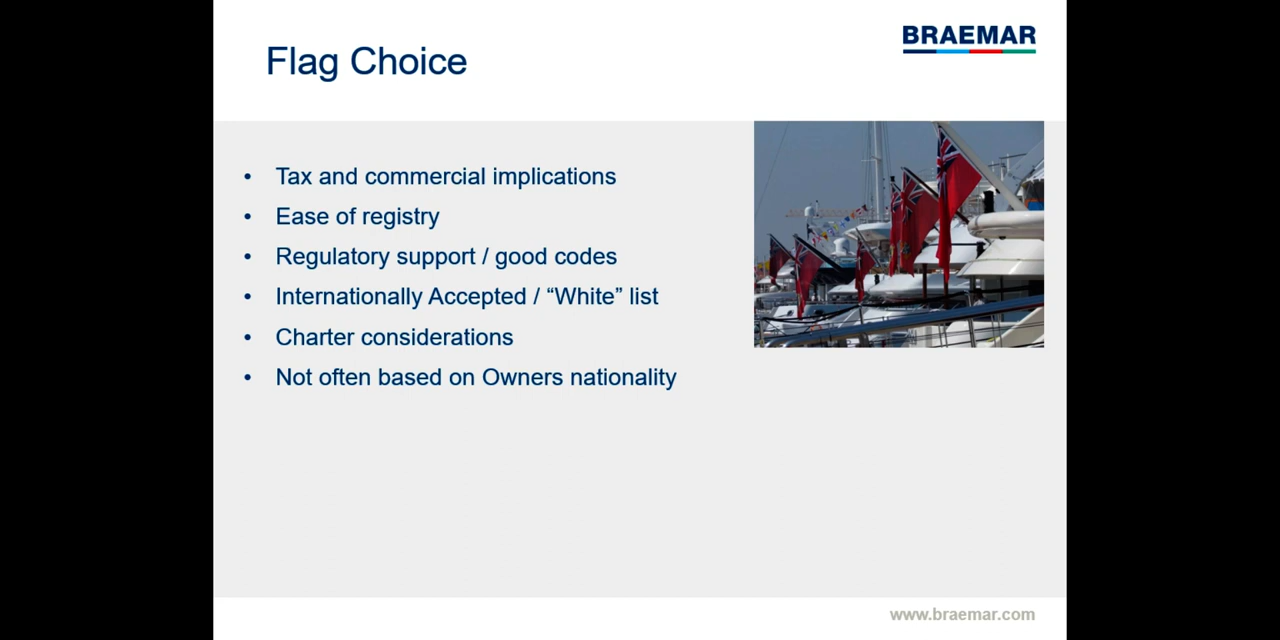 BRAEMAR
Flag Choice
• Tax and commercial implications
• Ease of registry
• Regulatory support / good codes
• Internationally Accepted / “White” list
• Charter considerations
• Not often based on Owners nationality
www.braemar.com